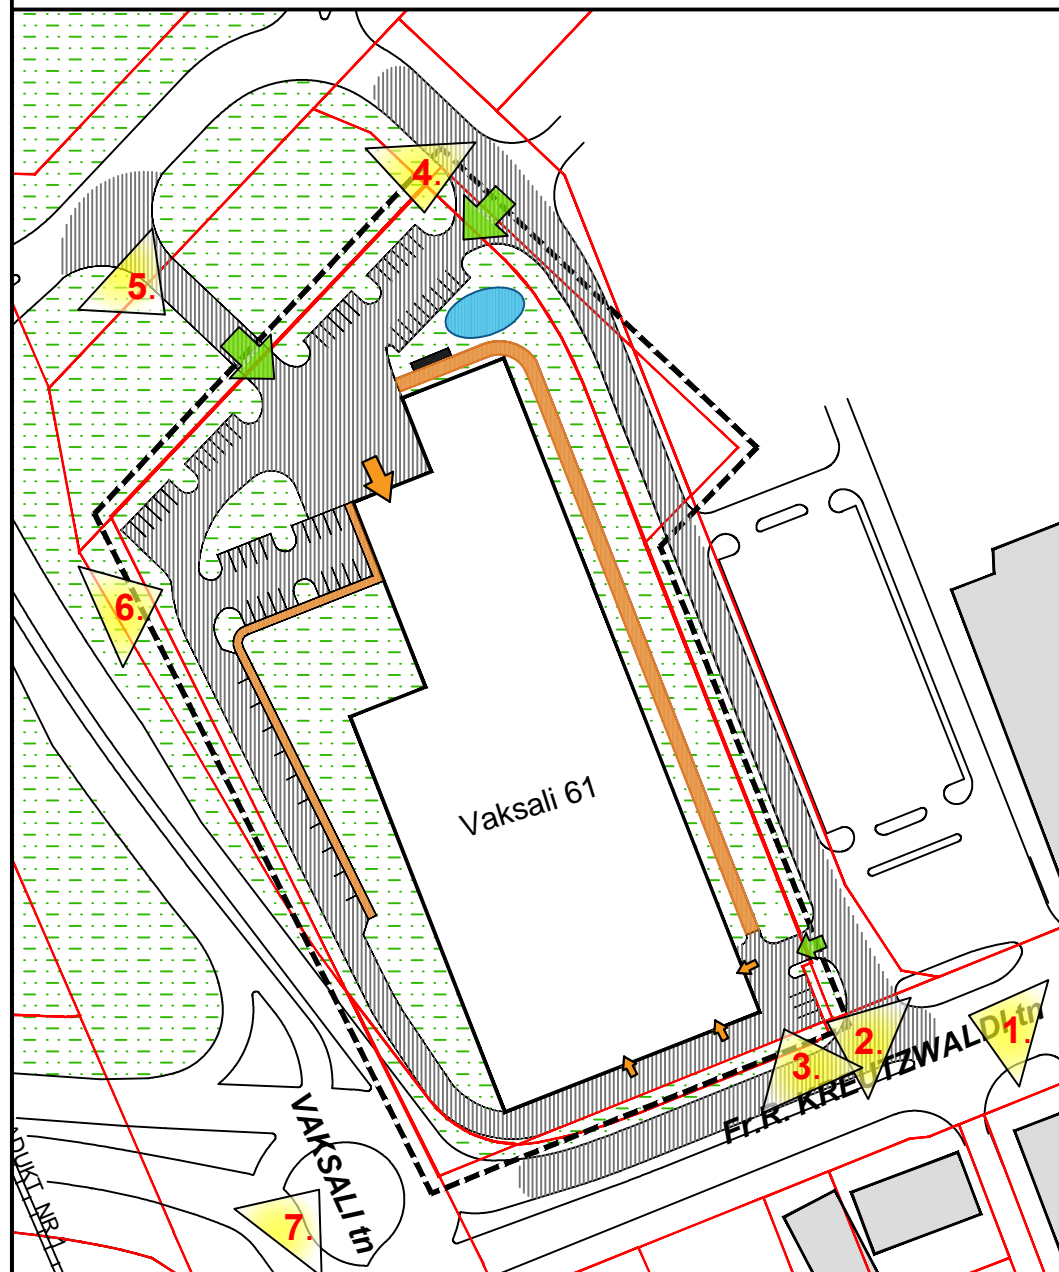 4.
5.
6.
Vaksali 61
1.
2.
3.
Fr.R. KREUTZWALDI tn
VAKSALI tn
7.